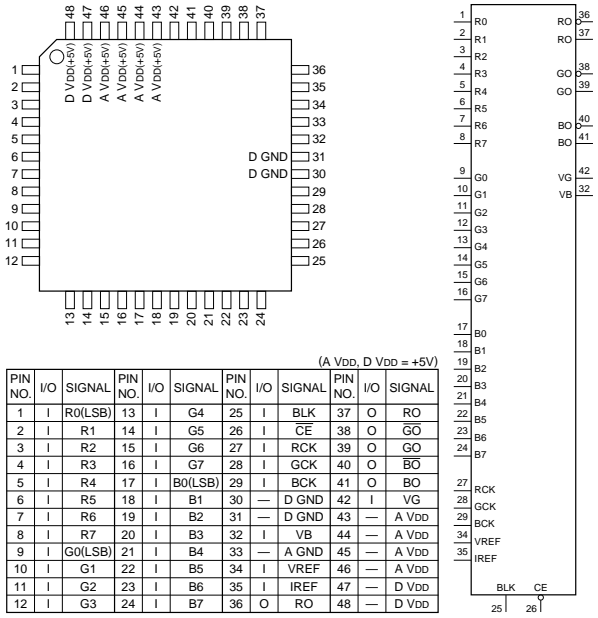 48 47 46 45 44 43 42 41 40 39 38 37
D VDD(+5V)
D VDD(+5V)
A VDD(+5V)
A VDD(+5V)
A VDD(+5V)
A VDD(+5V)
1 36
2 35
3 34
4 33
5 32
6 D GND 31
7 D GND 30
8 29
9 28
10 27
11 26
12 25
13 14 15 16 17 18 19 20 21 22 23 24
(A VDD, D VDD = +5V)
PIN NO. I/O SIGNAL PIN NO. I/O SIGNAL PIN NO. I/O SIGNAL PIN NO. I/O SIGNAL
1 I R0(LSB) 13 I G4 25 I BLK 37 O RO
2 I R1 14 I G5 26 I C̅E̅ 38 O G̅O̅
3 I R2 15 I G6 27 I RCK 39 O GO
4 I R3 16 I G7 28 I GCK 40 O B̅O̅
5 I R4 17 I B0(LSB) 29 I BCK 41 O BO
6 I R5 18 I B1 30 — D GND 42 I VG
7 I R6 19 I B2 31 — D GND 43 — A VDD
8 I R7 20 I B3 32 I VB 44 — A VDD
9 I G0(LSB) 21 I B4 33 — A GND 45 — A VDD
10 I G1 22 I B5 34 I VREF 46 — A VDD
11 I G2 23 I B6 35 I IREF 47 — D VDD
12 I G3 24 I B7 36 O RO 48 — D VDD
1 R0 RO 36
2 R1 RO 37
3 R2
4 R3 GO 38
5 R4 GO 39
6 R5
7 R6 BO 40
8 R7 BO 41
9 G0 VG 42
10 G1 VB 32
11 G2
12 G3
13 G4
14 G5
15 G6
16 G7
17 B0
18 B1
19 B2
20 B3
21 B4
22 B5
23 B6
24 B7
27 RCK
28 GCK
29 BCK
34 VREF
35 IREF
BLK CE
25 26